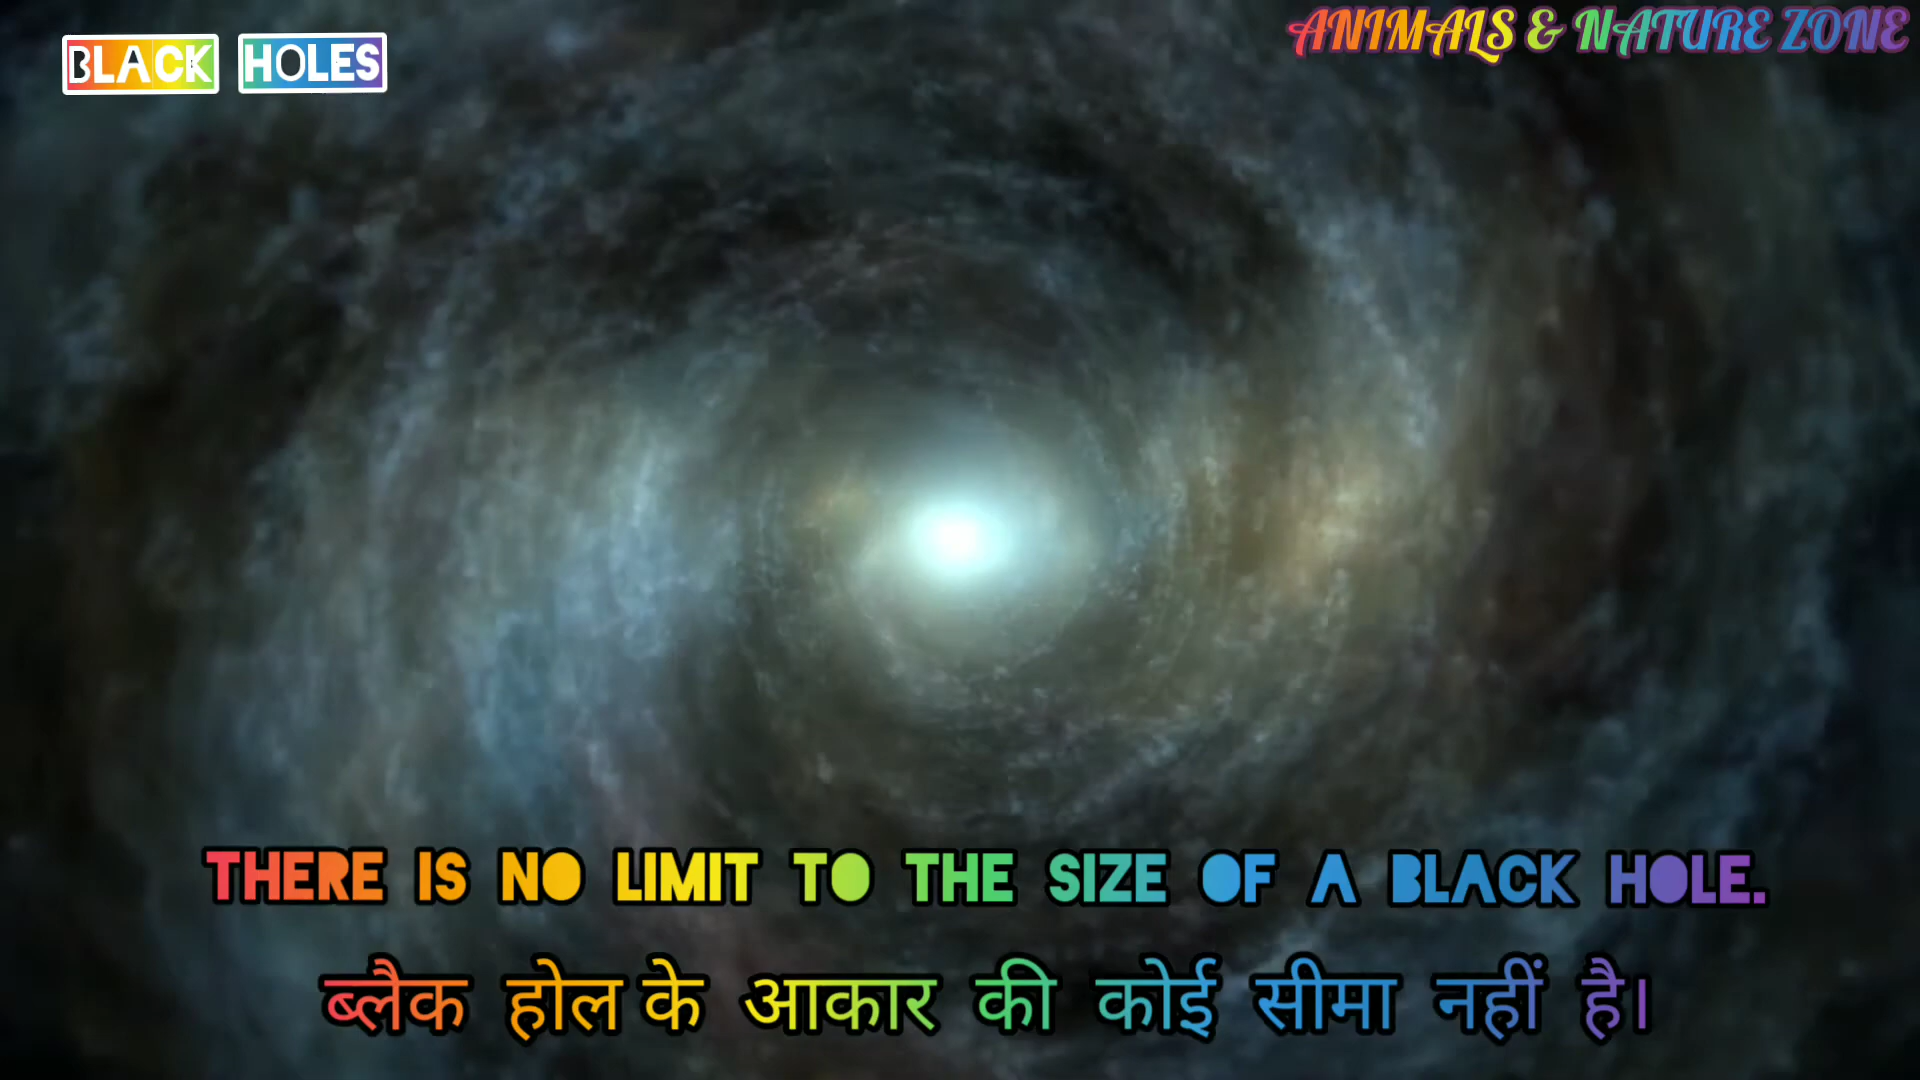 BLACK HOLES
ANIMALS & NATURE ZONE
THERE IS NO LIMIT TO THE SIZE OF A BLACK HOLE.
ब्लैक होल के आकार की कोई सीमा नहीं है।